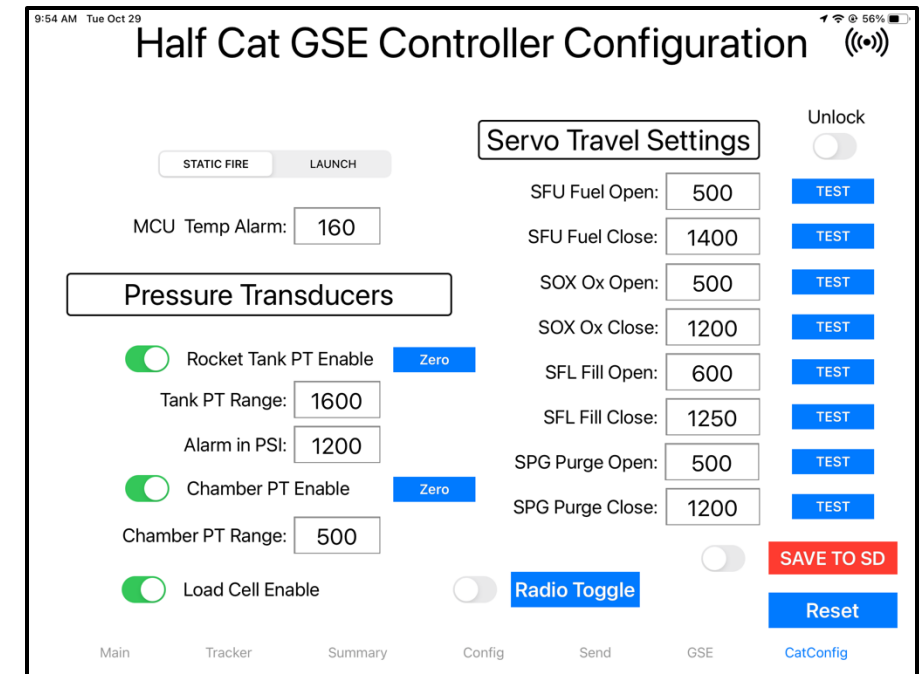 9:54 AM Tue Oct 29
56%
Half Cat GSE Controller Configuration
Unlock
Servo Travel Settings
STATIC FIRE LAUNCH
SFU Fuel Open: 500 TEST
MCU Temp Alarm: 160
SFU Fuel Close: 1400 TEST
Pressure Transducers
SOX Ox Open: 500 TEST
SOX Ox Close: 1200 TEST
Rocket Tank PT Enable Zero
SFL Fill Open: 600 TEST
Tank PT Range: 1600
SFL Fill Close: 1250 TEST
Alarm in PSI: 1200
SPG Purge Open: 500 TEST
Chamber PT Enable Zero
SPG Purge Close: 1200 TEST
Chamber PT Range: 500
SAVE TO SD
Load Cell Enable
Radio Toggle
Reset
Main Tracker Summary Config Send GSE CatConfig